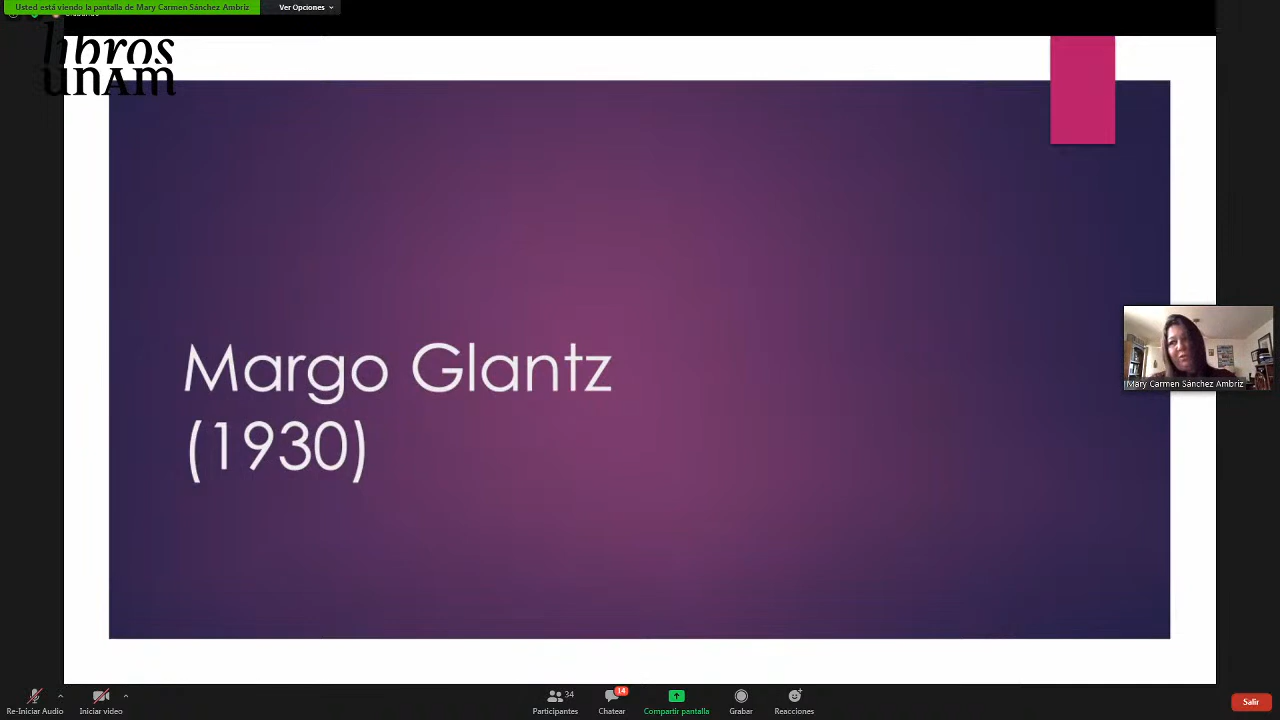 Usted está viendo la pantalla de Mary Carmen Sánchez Ambriz
Ver Opciones
libros
unam
Margo Glantz
(1930)
Mary Carmen Sánchez Ambriz
Re-Iniciar Audio
Iniciar video
34
Participantes
14
Chatear
Compartir pantalla
Grabar
Reacciones
Salir